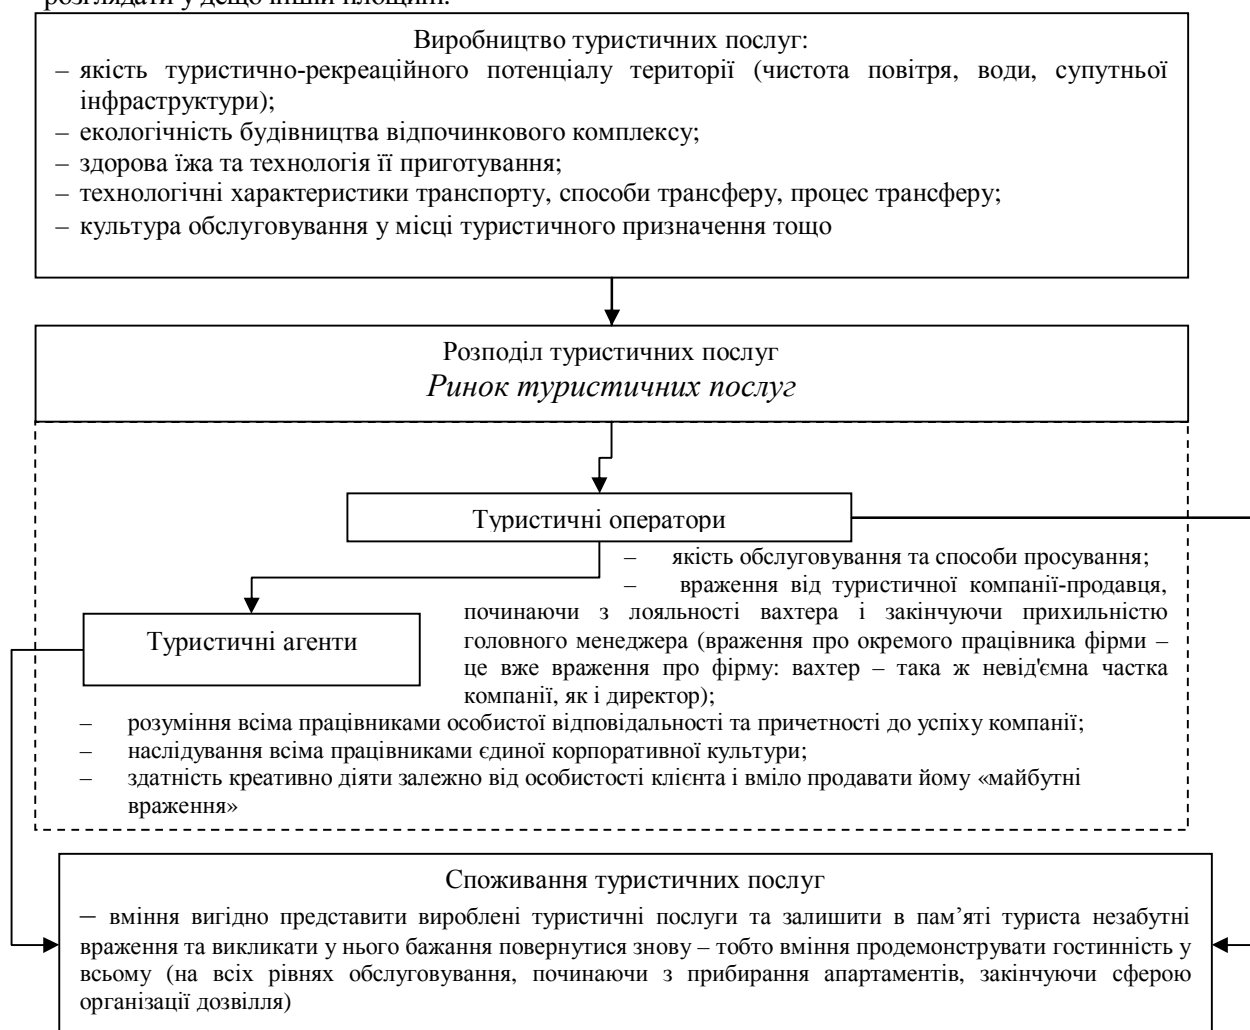 розглядати у дещо іншій площині.
Виробництво туристичних послуг:
– якість туристично-рекреаційного потенціалу території (чистота повітря, води, супутньої
інфраструктури);
– екологічність будівництва відпочинкового комплексу;
– здорова їжа та технологія її приготування;
– технологічні характеристики транспорту, способи трансферу, процес трансферу;
– культура обслуговування у місці туристичного призначення тощо
Розподіл туристичних послуг
Ринок туристичних послуг
Туристичні оператори
– якість обслуговування та способи просування;
– враження від туристичної компанії-продавця,
починаючи з лояльності вахтера і закінчуючи прихильністю
Туристичні агенти
головного менеджера (враження про окремого працівника фірми –
це вже враження про фірму: вахтер – така ж невід'ємна частка
компанії, як і директор);
– розуміння всіма працівниками особистої відповідальності та причетності до успіху компанії;
– наслідування всіма працівниками єдиної корпоративної культури;
– здатність креативно діяти залежно від особистості клієнта і вміло продавати йому «майбутні
враження»
Споживання туристичних послуг
– вміння вигідно представити вироблені туристичні послуги та залишити в пам’яті туриста незабутні
враження та викликати у нього бажання повернутися знову – тобто вміння продемонструвати гостинність у
всьому (на всіх рівнях обслуговування, починаючи з прибирання апартаментів, закінчуючи сферою
організації дозвілля)